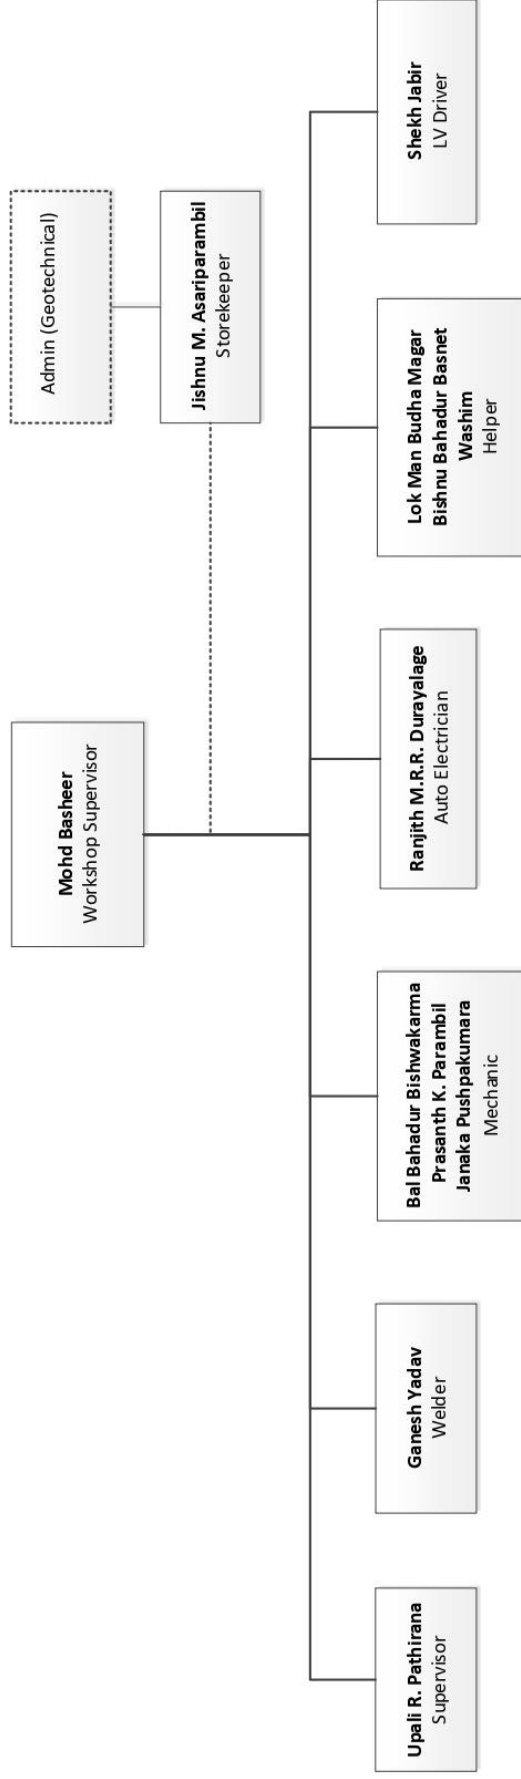 Admin (Geotechnical)
Mohd Basheer
Workshop Supervisor
Jishnu M. Asariparambil
Storekeeper
Upali R. Pathirana
Supervisor
Ganesh Yadav
Welder
Bal Bahadur Bishwakarma
Prasanth K. Parambil
Janaka Pushpakumara
Mechanic
Ranjith M.R.R. Durayalage
Auto Electrician
Lok Man Budha Magar
Bishnu Bahadur Basnet
Washim
Helper
Shekh Jabir
LV Driver